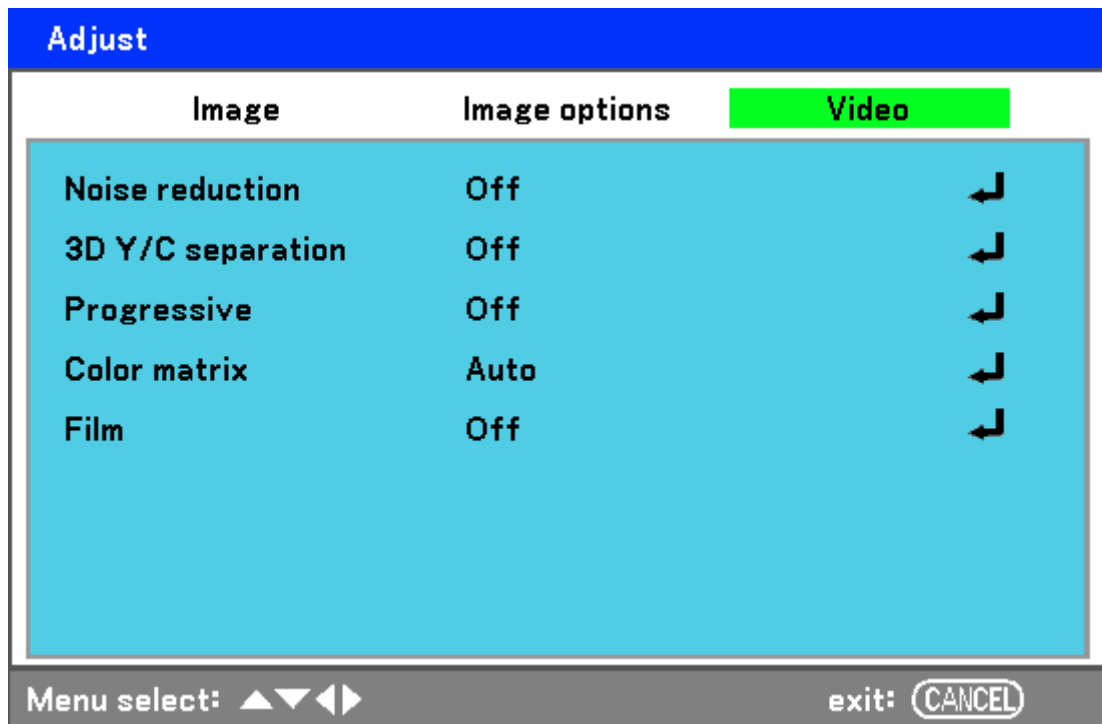 Adjust
Image Image options Video
Noise reduction Off
3D Y/C separation Off
Progressive Off
Color matrix Auto
Film Off
Menu select: ▲▼◀▶ exit: CANCEL